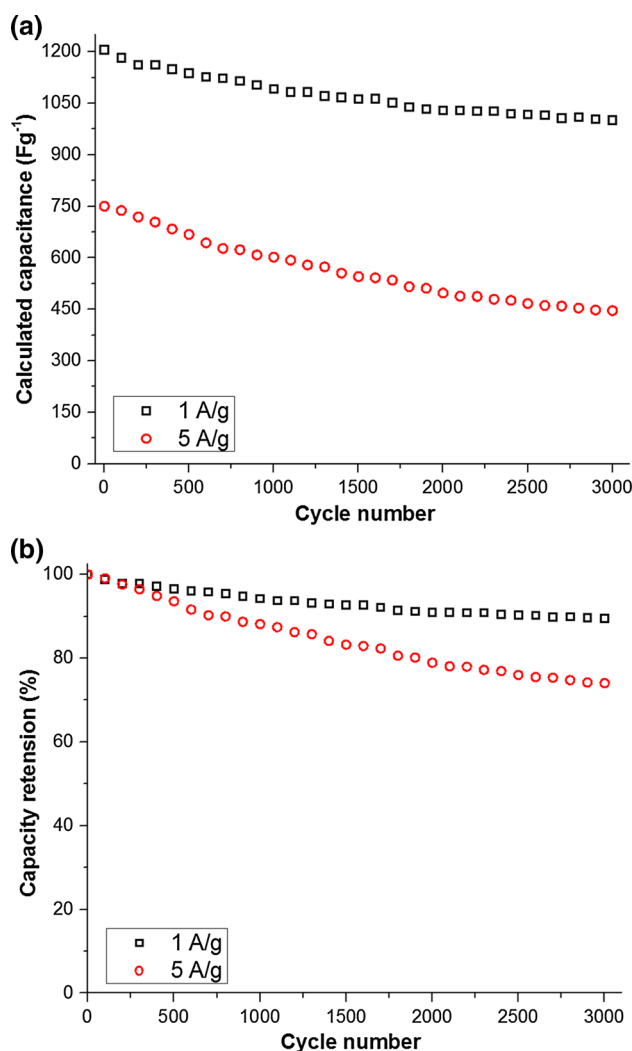 (a)
Calculated capacitance (Fg⁻¹)
1200
1050
900
750
600
450
300
150
0
1 A/g
5 A/g
0 500 1000 1500 2000 2500 3000
Cycle number
(b)
Capacity retention (%)
100
80
60
40
20
0
1 A/g
5 A/g
0 500 1000 1500 2000 2500 3000
Cycle number